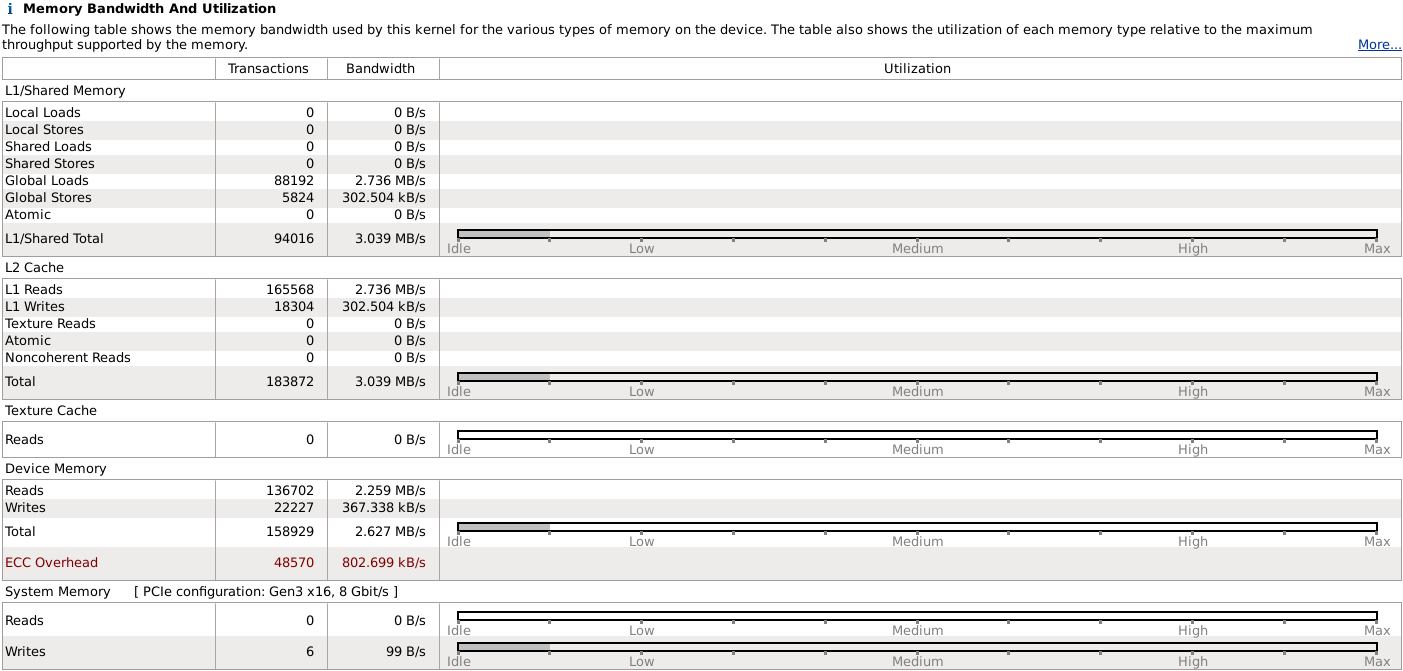 i Memory Bandwidth And Utilization
The following table shows the memory bandwidth used by this kernel for the various types of memory on the device. The table also shows the utilization of each memory type relative to the maximum
throughput supported by the memory. More...
Transactions Bandwidth Utilization
L1/Shared Memory
Local Loads 0 0 B/s
Local Stores 0 0 B/s
Shared Loads 0 0 B/s
Shared Stores 0 0 B/s
Global Loads 88192 2.736 MB/s
Global Stores 5824 302.504 kB/s
Atomic 0 0 B/s
L1/Shared Total 94016 3.039 MB/s
Idle Low Medium High Max
L2 Cache
L1 Reads 165568 2.736 MB/s
L1 Writes 18304 302.504 kB/s
Texture Reads 0 0 B/s
Atomic 0 0 B/s
Noncoherent Reads 0 0 B/s
Total 183872 3.039 MB/s
Idle Low Medium High Max
Texture Cache
Reads 0 0 B/s
Idle Low Medium High Max
Device Memory
Reads 136702 2.259 MB/s
Writes 22227 367.338 kB/s
Total 158929 2.627 MB/s
Idle Low Medium High Max
ECC Overhead 48570 802.699 kB/s
System Memory [ PCIe configuration: Gen3 x16, 8 Gbit/s ]
Reads 0 0 B/s
Idle Low Medium High Max
Writes 6 99 B/s
Idle Low Medium High Max